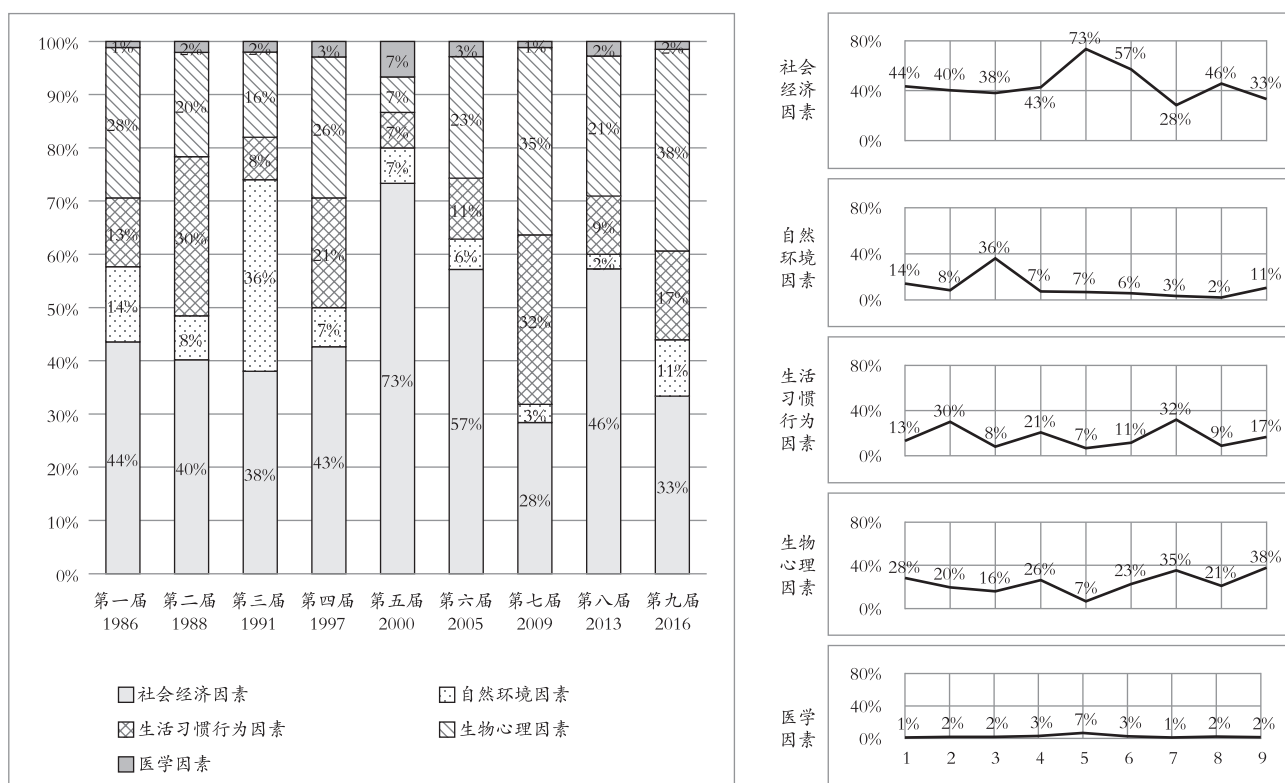 100%
90%
80%
70%
60%
50%
40%
30%
20%
10%
0%
1%
28%
13%
14%
44%
2%
20%
30%
8%
40%
2%
16%
8%
36%
38%
3%
26%
21%
7%
43%
7%
7%
7%
7%
73%
3%
23%
11%
6%
57%
1%
35%
32%
3%
28%
2%
21%
9%
2%
46%
2%
38%
17%
11%
33%
第一届 第二届 第三届 第四届 第五届 第六届 第七届 第八届 第九届
1986 1988 1991 1997 2000 2005 2009 2013 2016
社会经济因素 自然环境因素
生活习惯行为因素 生物心理因素
医学因素
社会
经济
因素
80%
40%
0%
44% 40% 38% 43% 73% 57% 28% 46% 33%
自然
环境
因素
80%
40%
0%
14% 8% 36% 7% 7% 6% 3% 2% 11%
生活
习惯
行为
因素
80%
40%
0%
13% 30% 8% 21% 7% 11% 32% 9% 17%
生物
心理
因素
80%
40%
0%
28% 20% 16% 26% 7% 23% 35% 21% 38%
医学
因素
80%
40%
0%
1% 2% 2% 3% 7% 3% 1% 2% 2%
1 2 3 4 5 6 7 8 9